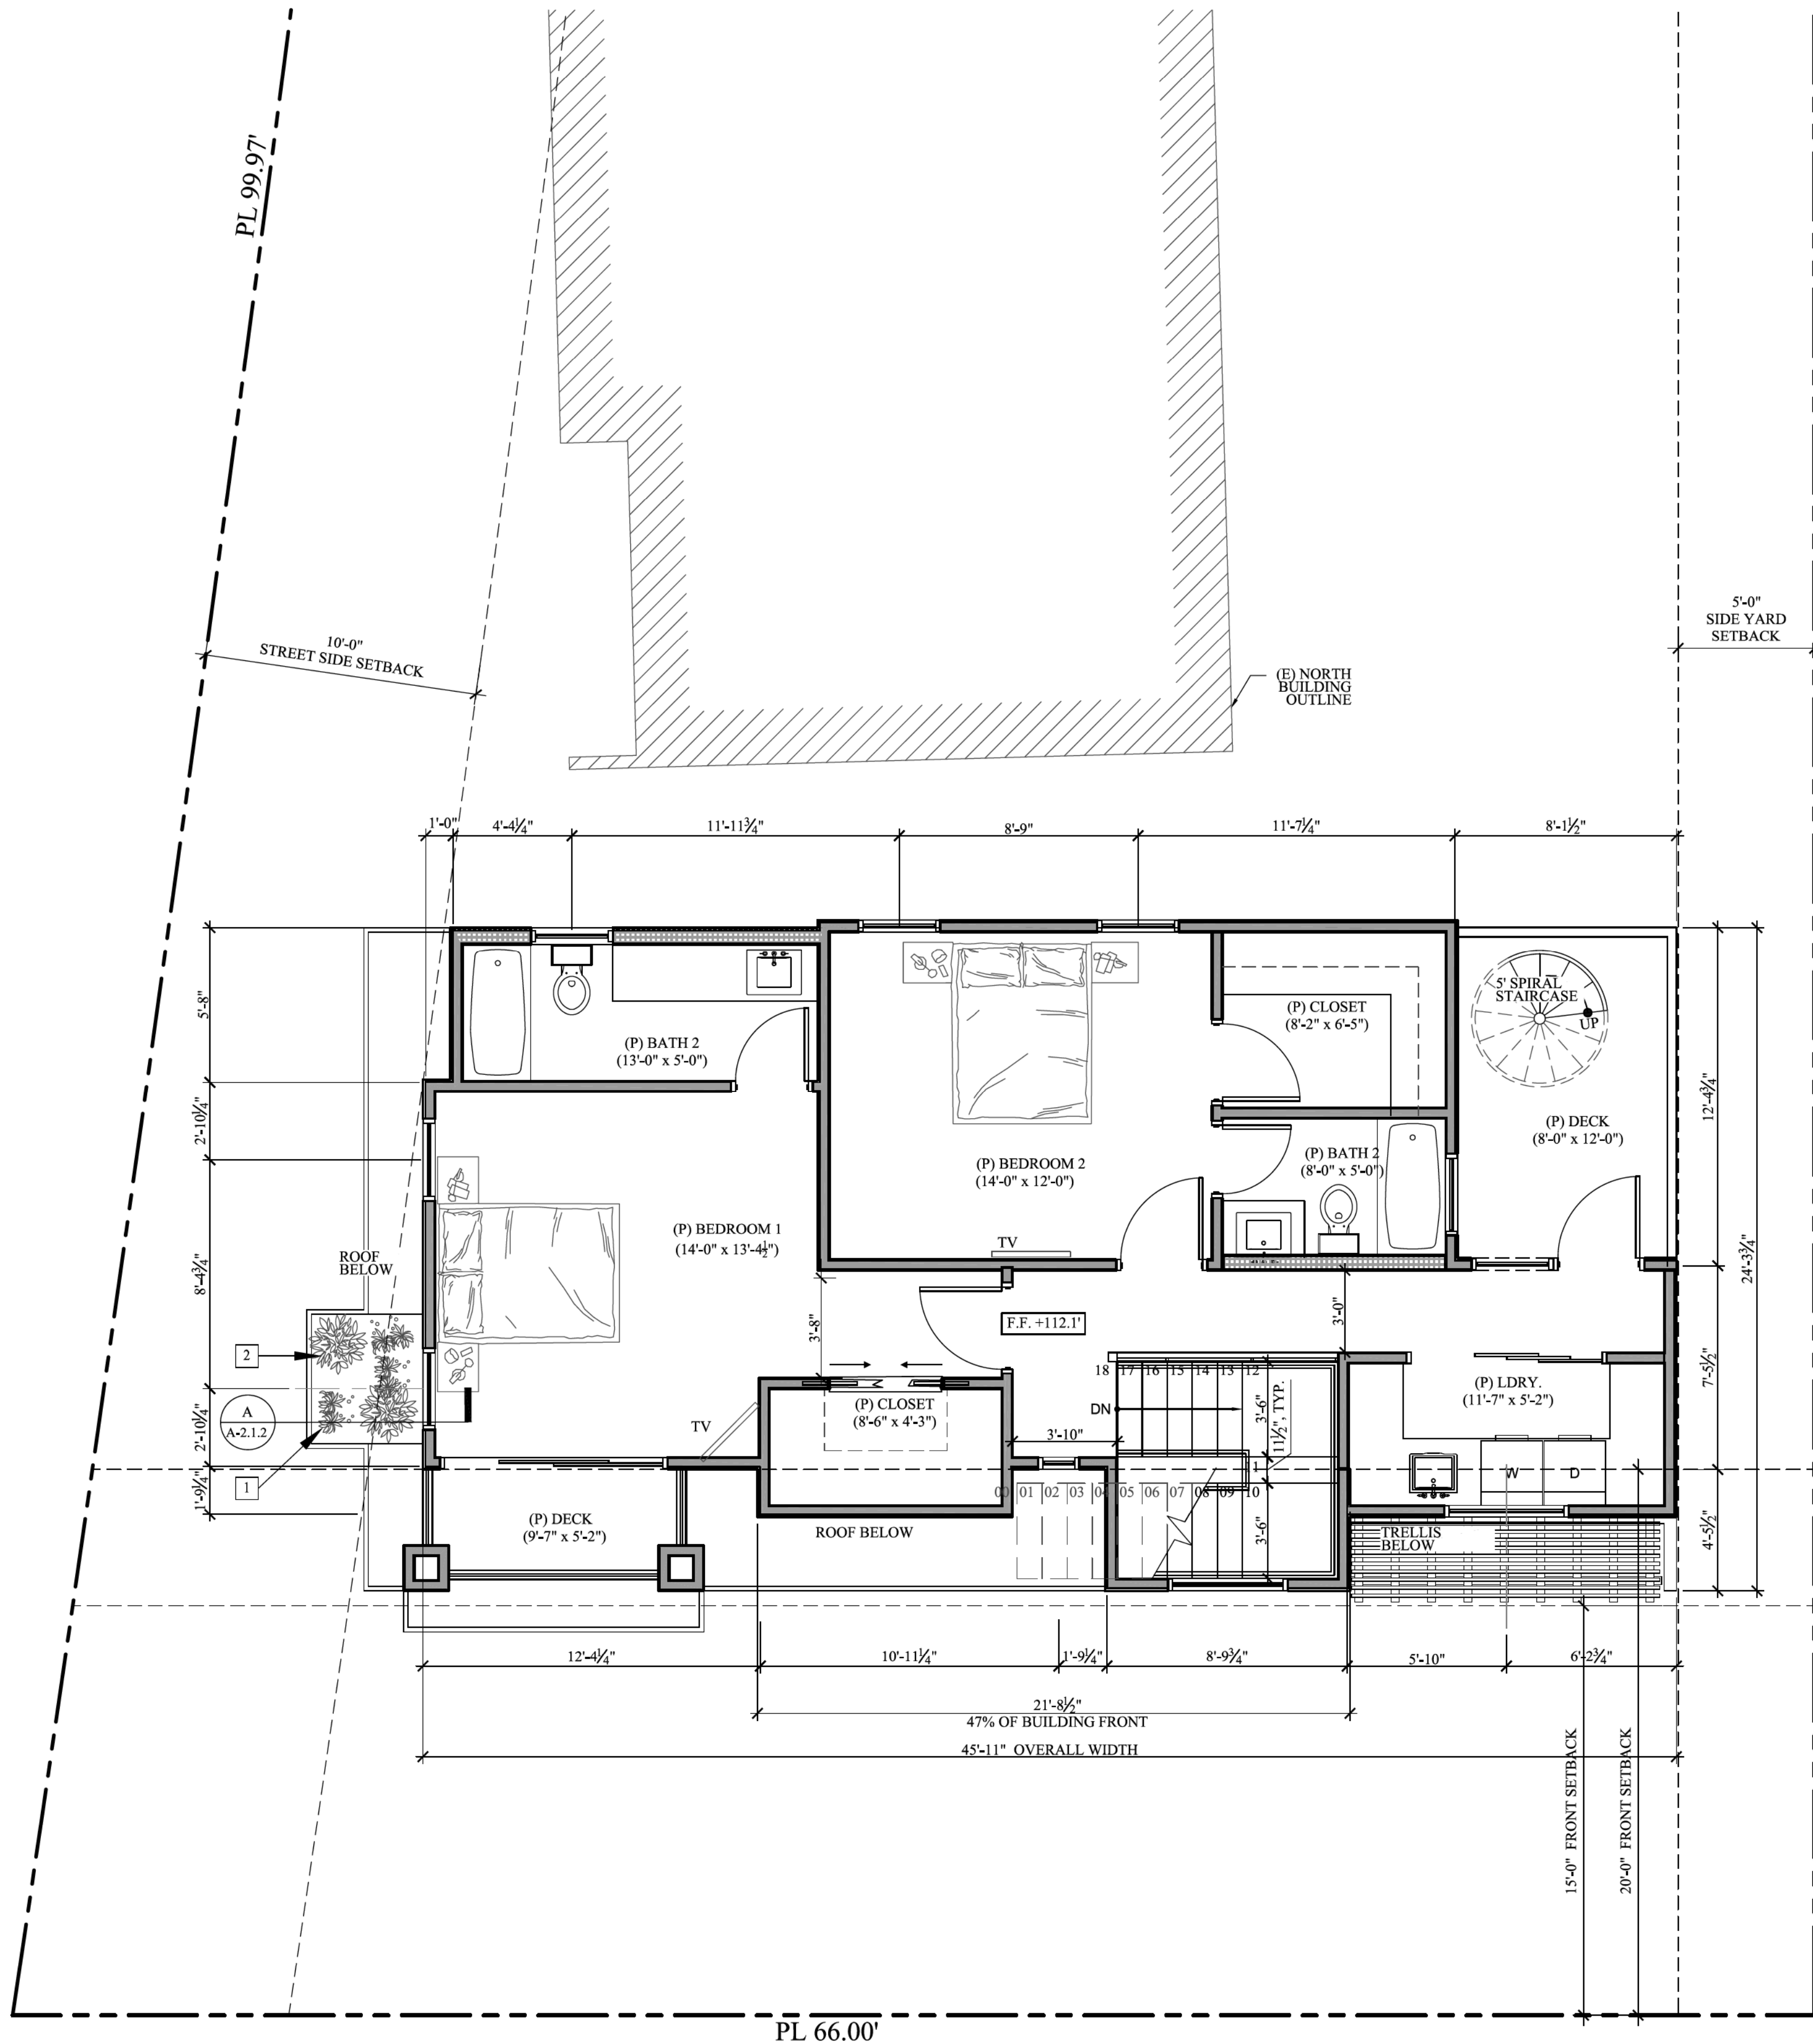 PL 99.97'
10'-0"
STREET SIDE SETBACK
5'-0"
SIDE YARD
SETBACK
(E) NORTH
BUILDING
OUTLINE
1'-0"
4'-4¼"
11'-11¾"
8'-9"
11'-7¼"
8'-1½"
5'-8"
2'-10¼"
8'-4¾"
2'-10¼"
1'-9¼"
(P) BATH 2
(13'-0" x 5'-0")
(P) CLOSET
(8'-2" x 6'-5")
5' SPIRAL
STAIRCASE
UP
(P) DECK
(8'-0" x 12'-0")
12'-4¾"
24'-3¾"
7'-5½"
4'-5½"
(P) BEDROOM 2
(14'-0" x 12'-0")
(P) BATH 2
(8'-0" x 5'-0")
(P) BEDROOM 1
(14'-0" x 13'-4½")
TV
ROOF
BELOW
3'-8"
F.F. +112.1'
3'-0"
2
A
A-2.1.2
1
TV
(P) CLOSET
(8'-6" x 4'-3")
18 17 16 15 14 13 12
DN
3'-6"
11½", TYP.
3'-10"
11
00 01 02 03 04 05 06 07 08 09 10
3'-6"
(P) LDRY.
(11'-7" x 5'-2")
W
D
(P) DECK
(9'-7" x 5'-2")
ROOF BELOW
TRELLIS
BELOW
12'-4¼"
10'-11¼"
1'-9¼"
8'-9¾"
5'-10"
6'-2¾"
21'-8½"
47% OF BUILDING FRONT
45'-11" OVERALL WIDTH
15'-0" FRONT SETBACK
20'-0" FRONT SETBACK
PL 66.00'